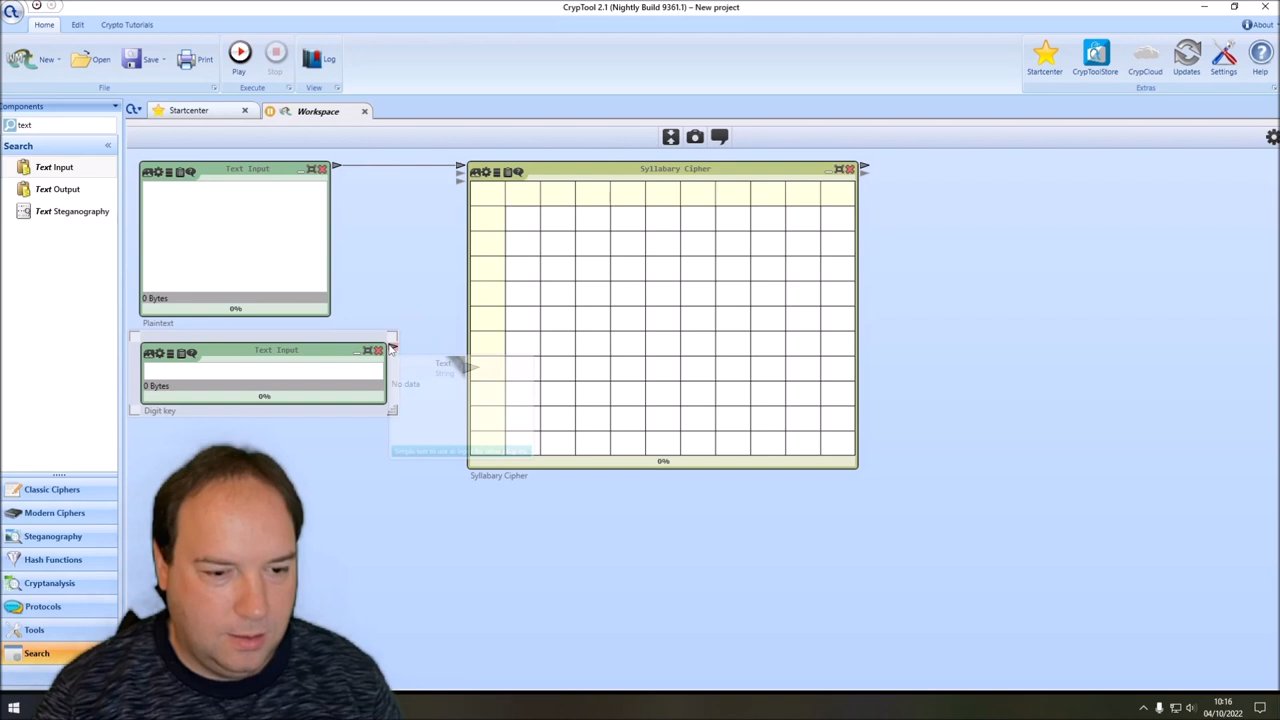 CrypTool 2.1 (Nightly Build 9361.1) – New project
Home
Edit
Crypto Tutorials
About
New
Open
Save
Print
Play
Stop
Log
Startcenter
CrypToolStore
CrypCloud
Updates
Settings
Help
File
Execute
View
Extras
Components
Startcenter
Workspace
text
Search
Text Input
Text Output
Text Steganography
Text Input
0 Bytes
0%
Plaintext
Text Input
0 Bytes
0%
Digit key
Text
String
No data
Syllabary Cipher
0%
Syllabary Cipher
Classic Ciphers
Modern Ciphers
Steganography
Hash Functions
Cryptanalysis
Protocols
Tools
Search
10:16
04/10/2022